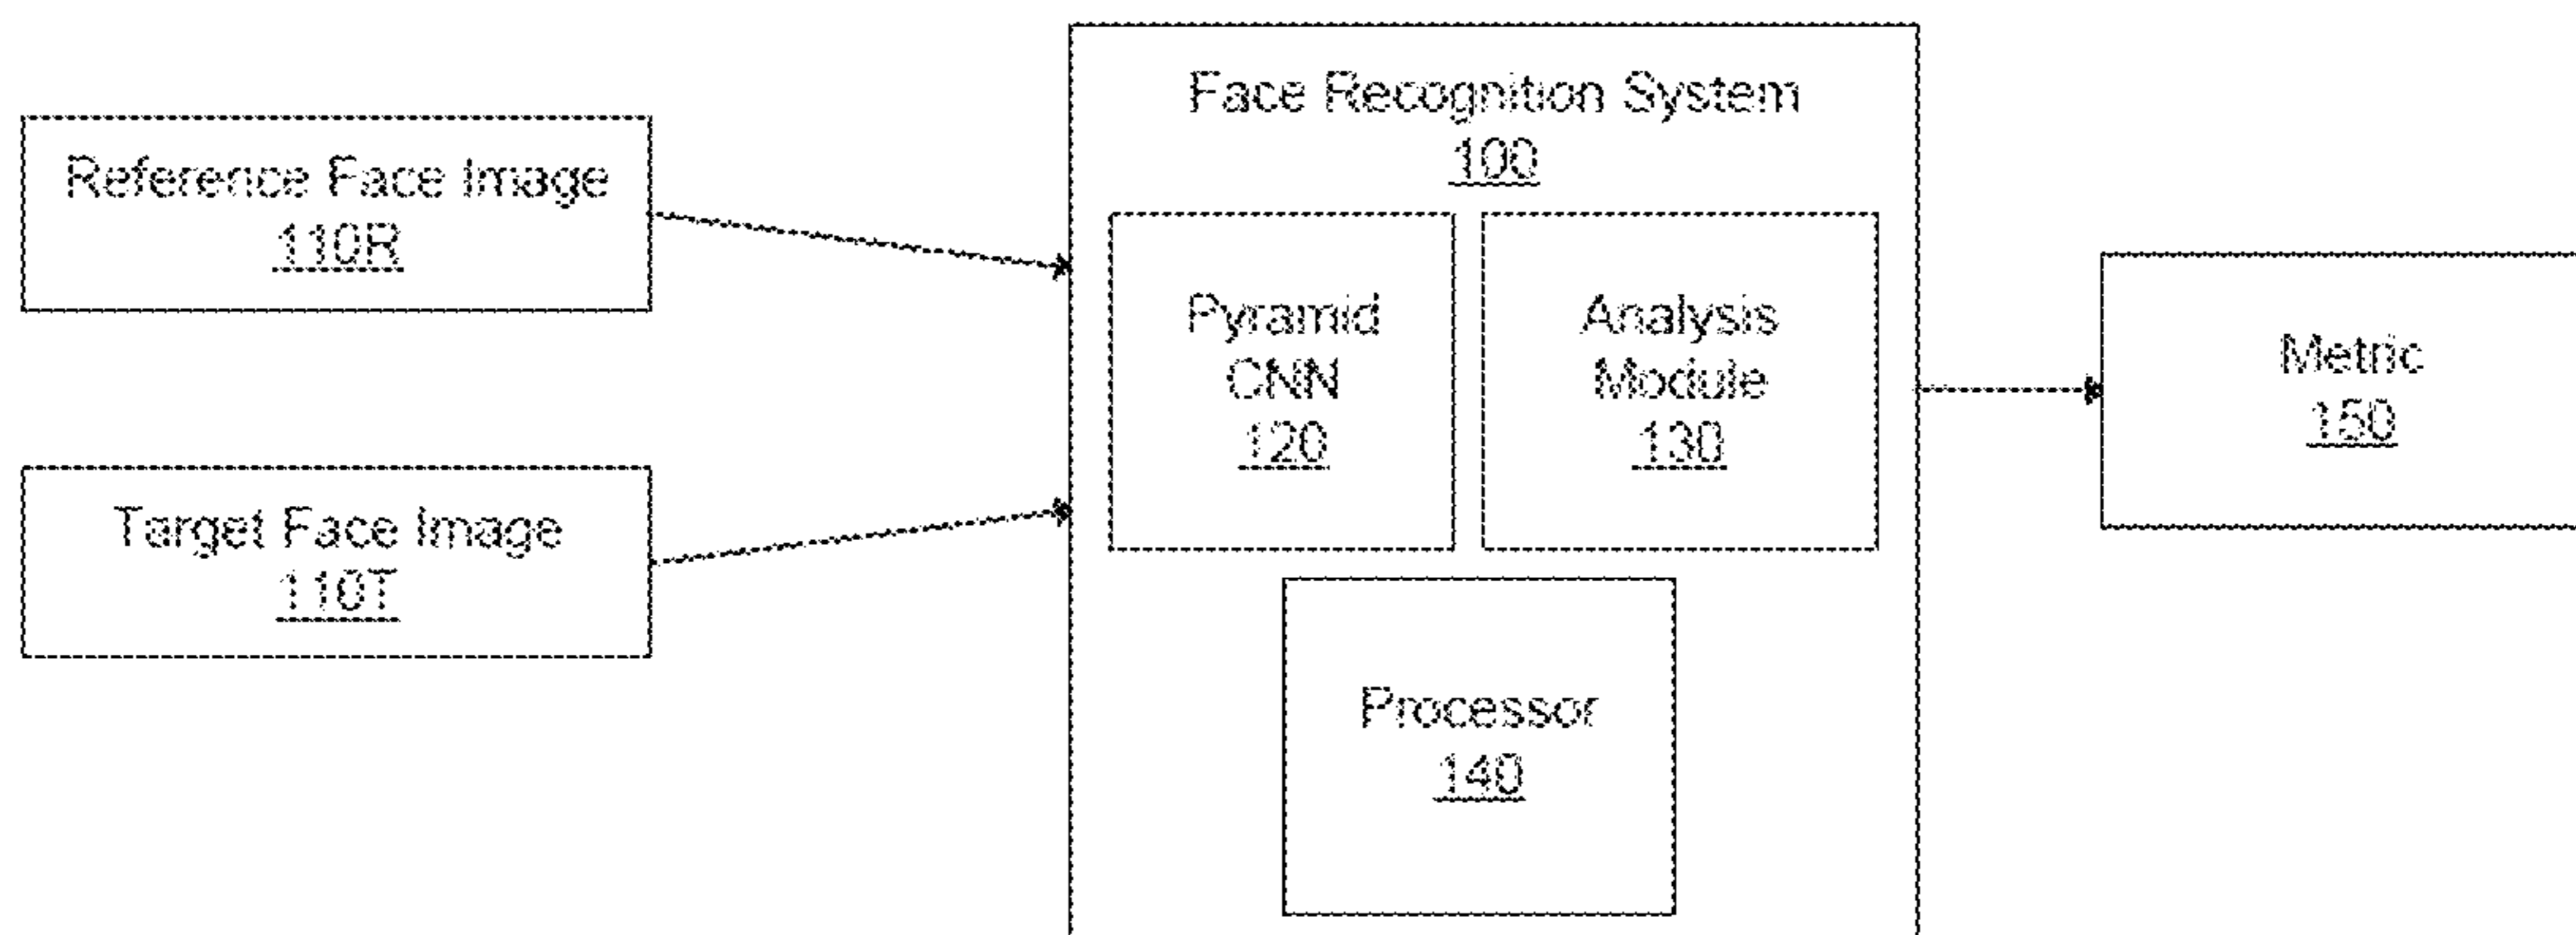 Face Recognition System
100
Reference Face Image
110R
Target Face Image
110T
Pyramid
CNN
120
Analysis
Module
130
Processor
140
Metric
150